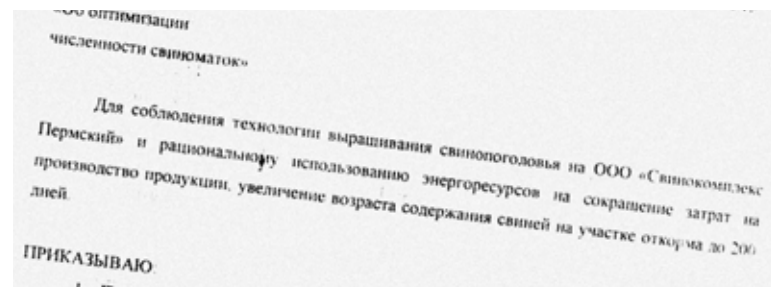 «Об оптимизации
численности свиноматок»
Для соблюдения технологии выращивания свинопоголовья на ООО «Свинокомплекс
Пермский» и рациональному использованию энергоресурсов на сокращение затрат на
производство продукции, увеличение возраста содержания свиней на участке откорма до 200
дней.
ПРИКАЗЫВАЮ: